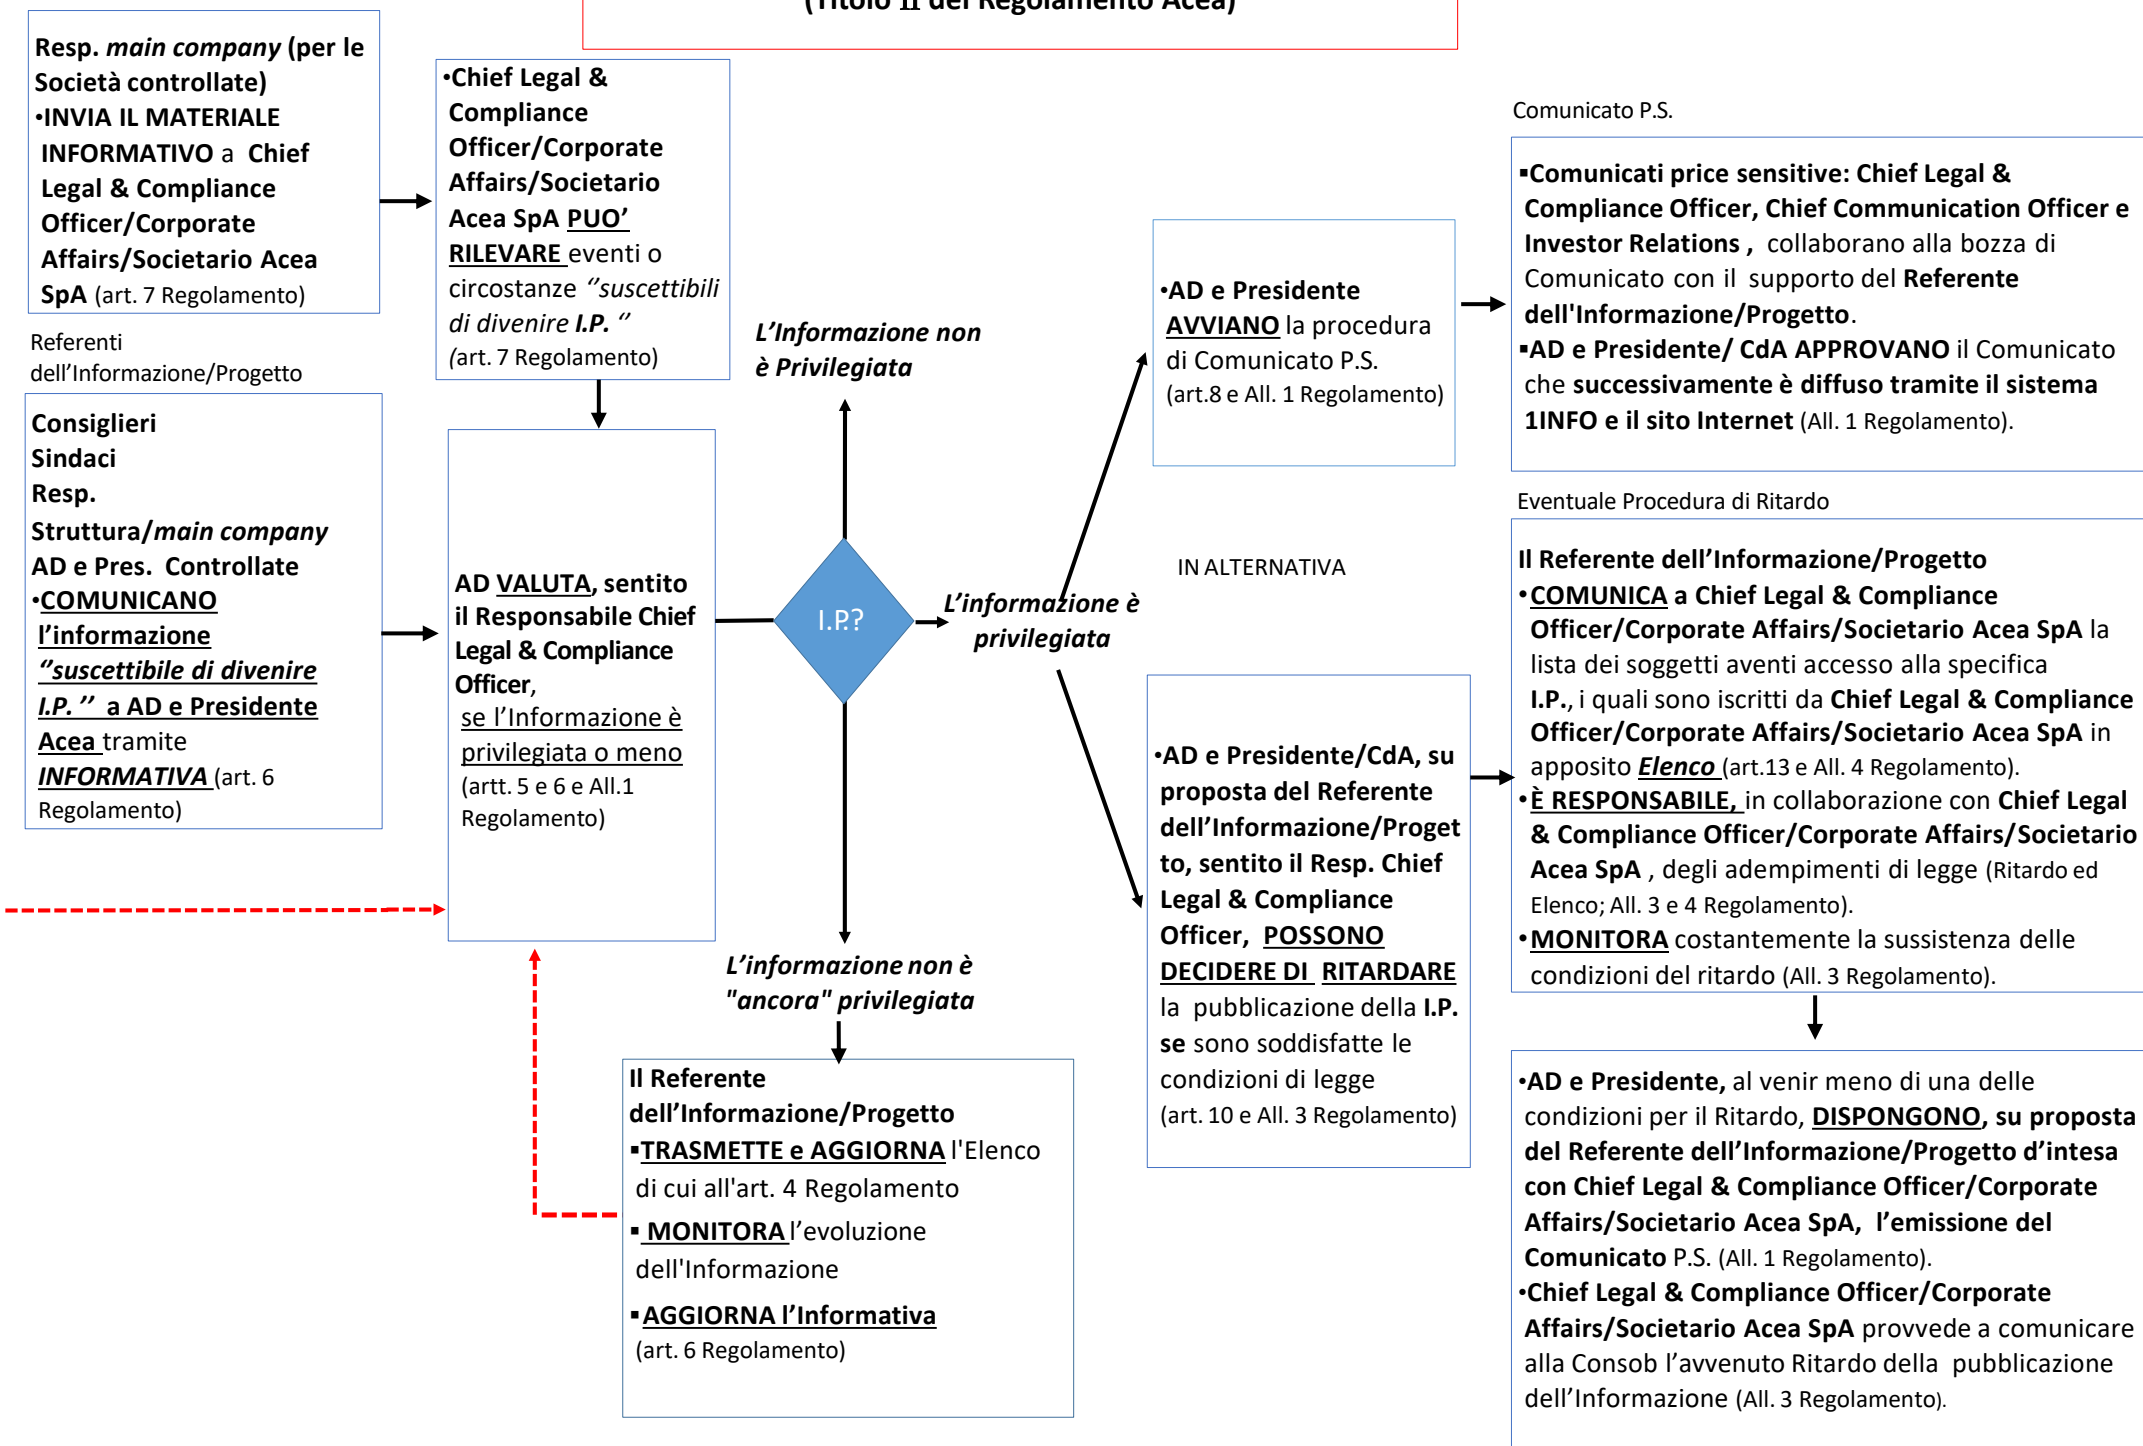 (Titolo II del Regolamento Acea)
Resp. main company (per le
Società controllate)
•INVIA IL MATERIALE
INFORMATIVO a Chief
Legal & Compliance
Officer/Corporate
Affairs/Societario Acea
SpA (art. 7 Regolamento)
•Chief Legal &
Compliance
Officer/Corporate
Affairs/Societario
Acea SpA PUO’
RILEVARE eventi o
circostanze ‘’suscettibili
di divenire I.P. ‘’
(art. 7 Regolamento)
Referenti
dell’Informazione/Progetto
Consiglieri
Sindaci
Resp.
Struttura/main company
AD e Pres. Controllate
•COMUNICANO
l’informazione
‘’suscettibile di divenire
I.P. ’’ a AD e Presidente
Acea tramite
INFORMATIVA (art. 6
Regolamento)
AD VALUTA, sentito
il Responsabile Chief
Legal & Compliance
Officer,
se l’Informazione è
privilegiata o meno
(artt. 5 e 6 e All.1
Regolamento)
L’Informazione non
è Privilegiata
I.P.?
L’informazione è
privilegiata
L’informazione non è
"ancora" privilegiata
Il Referente
dell’Informazione/Progetto
▪TRASMETTE e AGGIORNA l'Elenco
di cui all'art. 4 Regolamento
▪ MONITORA l’evoluzione
dell'Informazione
▪AGGIORNA l’Informativa
(art. 6 Regolamento)
•AD e Presidente
AVVIANO la procedura
di Comunicato P.S.
(art.8 e All. 1 Regolamento)
IN ALTERNATIVA
•AD e Presidente/CdA, su
proposta del Referente
dell’Informazione/Proget
to, sentito il Resp. Chief
Legal & Compliance
Officer, POSSONO
DECIDERE DI RITARDARE
la pubblicazione della I.P.
se sono soddisfatte le
condizioni di legge
(art. 10 e All. 3 Regolamento)
Comunicato P.S.
▪Comunicati price sensitive: Chief Legal &
Compliance Officer, Chief Communication Officer e
Investor Relations , collaborano alla bozza di
Comunicato con il supporto del Referente
dell'Informazione/Progetto.
▪AD e Presidente/ CdA APPROVANO il Comunicato
che successivamente è diffuso tramite il sistema
1INFO e il sito Internet (All. 1 Regolamento).
Eventuale Procedura di Ritardo
Il Referente dell’Informazione/Progetto
•COMUNICA a Chief Legal & Compliance
Officer/Corporate Affairs/Societario Acea SpA la
lista dei soggetti aventi accesso alla specifica
I.P., i quali sono iscritti da Chief Legal & Compliance
Officer/Corporate Affairs/Societario Acea SpA in
apposito Elenco (art.13 e All. 4 Regolamento).
•È RESPONSABILE, in collaborazione con Chief Legal
& Compliance Officer/Corporate Affairs/Societario
Acea SpA , degli adempimenti di legge (Ritardo ed
Elenco; All. 3 e 4 Regolamento).
•MONITORA costantemente la sussistenza delle
condizioni del ritardo (All. 3 Regolamento).
•AD e Presidente, al venir meno di una delle
condizioni per il Ritardo, DISPONGONO, su proposta
del Referente dell’Informazione/Progetto d’intesa
con Chief Legal & Compliance Officer/Corporate
Affairs/Societario Acea SpA, l’emissione del
Comunicato P.S. (All. 1 Regolamento).
•Chief Legal & Compliance Officer/Corporate
Affairs/Societario Acea SpA provvede a comunicare
alla Consob l’avvenuto Ritardo della pubblicazione
dell’Informazione (All. 3 Regolamento).